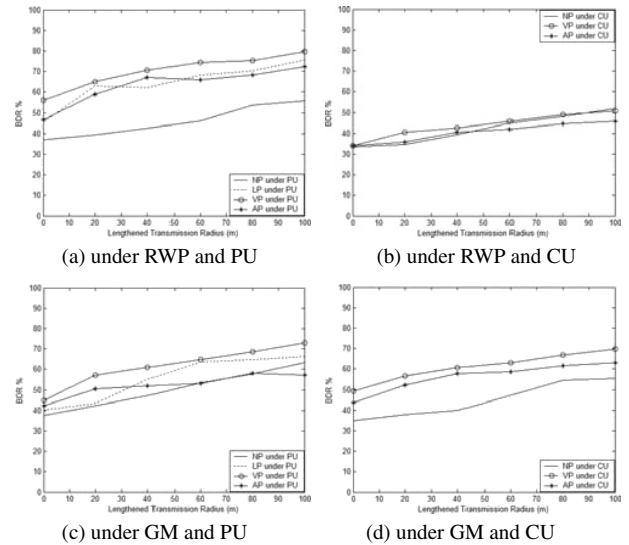 100
90
80
70
60
50
40
30
20
10
0
BDR %
0 10 20 30 40 50 60 70 80 90 100
Lengthened Transmission Radius (m)
NP under PU
LP under PU
VP under PU
AP under PU
(a) under RWP and PU
100
90
80
70
60
50
40
30
20
10
0
BDR %
0 10 20 30 40 50 60 70 80 90 100
Lengthened Transmission Radius (m)
NP under CU
VP under CU
AP under CU
(b) under RWP and CU
100
90
80
70
60
50
40
30
20
10
0
BDR %
0 10 20 30 40 50 60 70 80 90 100
Lengthened Transmission Radius (m)
NP under PU
LP under PU
VP under PU
AP under PU
(c) under GM and PU
100
90
80
70
60
50
40
30
20
10
0
BDR %
0 10 20 30 40 50 60 70 80 90 100
Lengthened Transmission Radius (m)
NP under CU
VP under CU
AP under CU
(d) under GM and CU